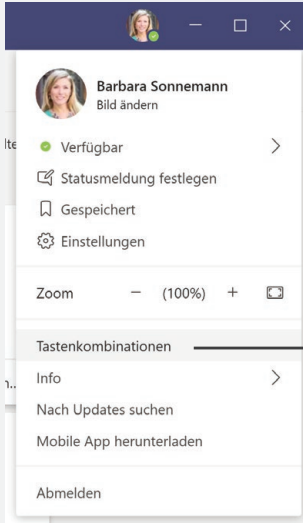 Barbara Sonnemann
Bild ändern
lte
Verfügbar
Statusmeldung festlegen
Gespeichert
Einstellungen
Zoom − (100%) +
Tastenkombinationen
Info
n..
Nach Updates suchen
Mobile App herunterladen
Abmelden